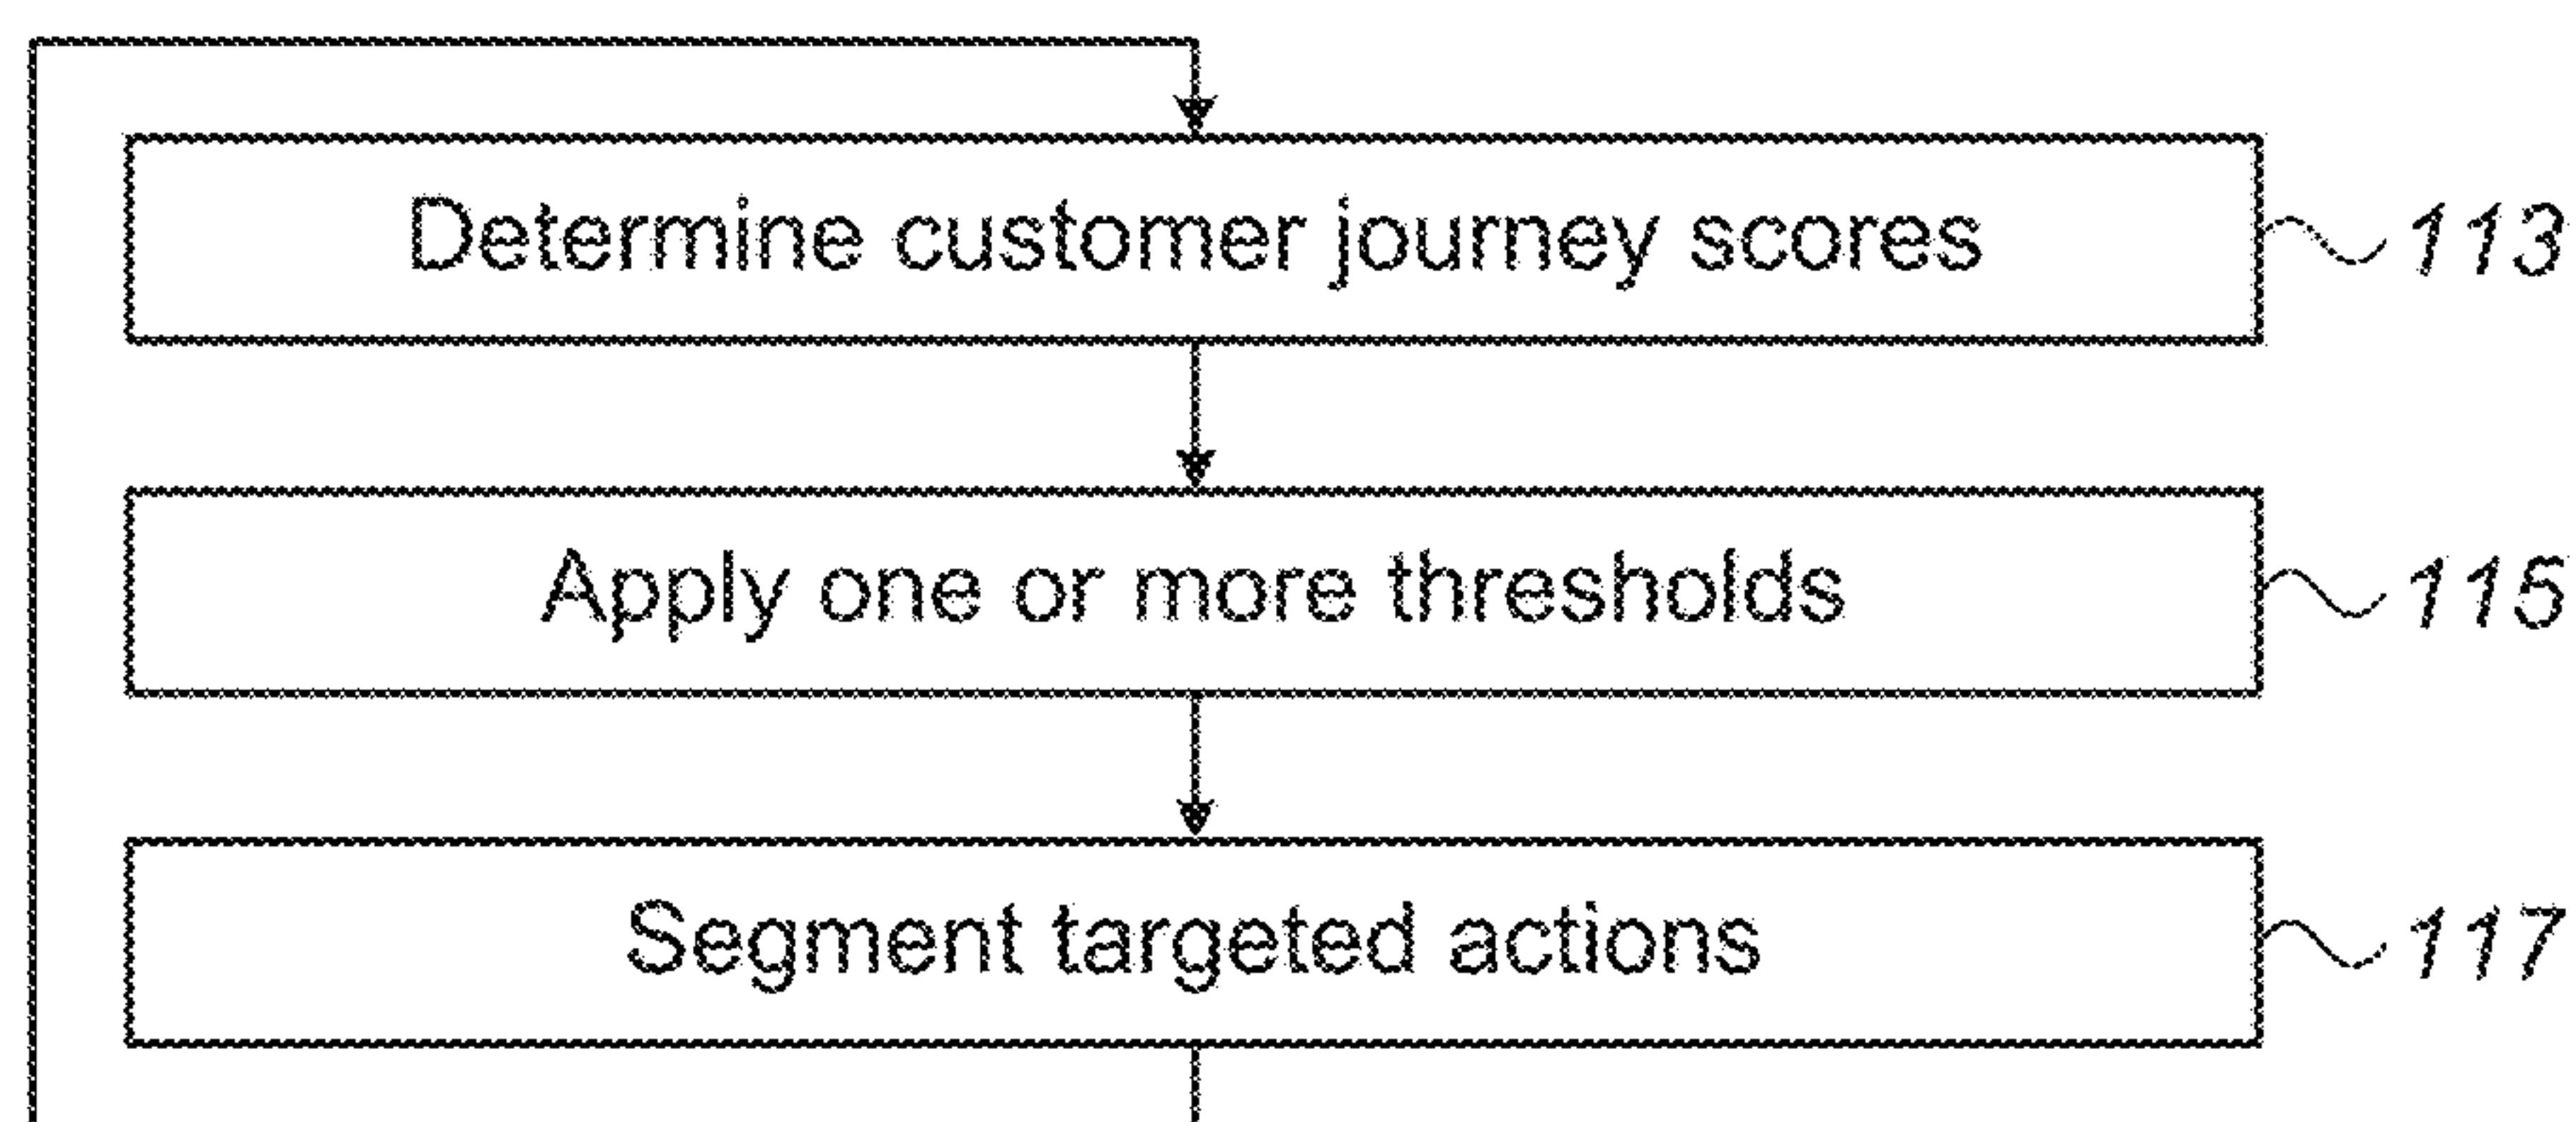 Determine customer journey scores 113
Apply one or more thresholds 115
Segment targeted actions 117